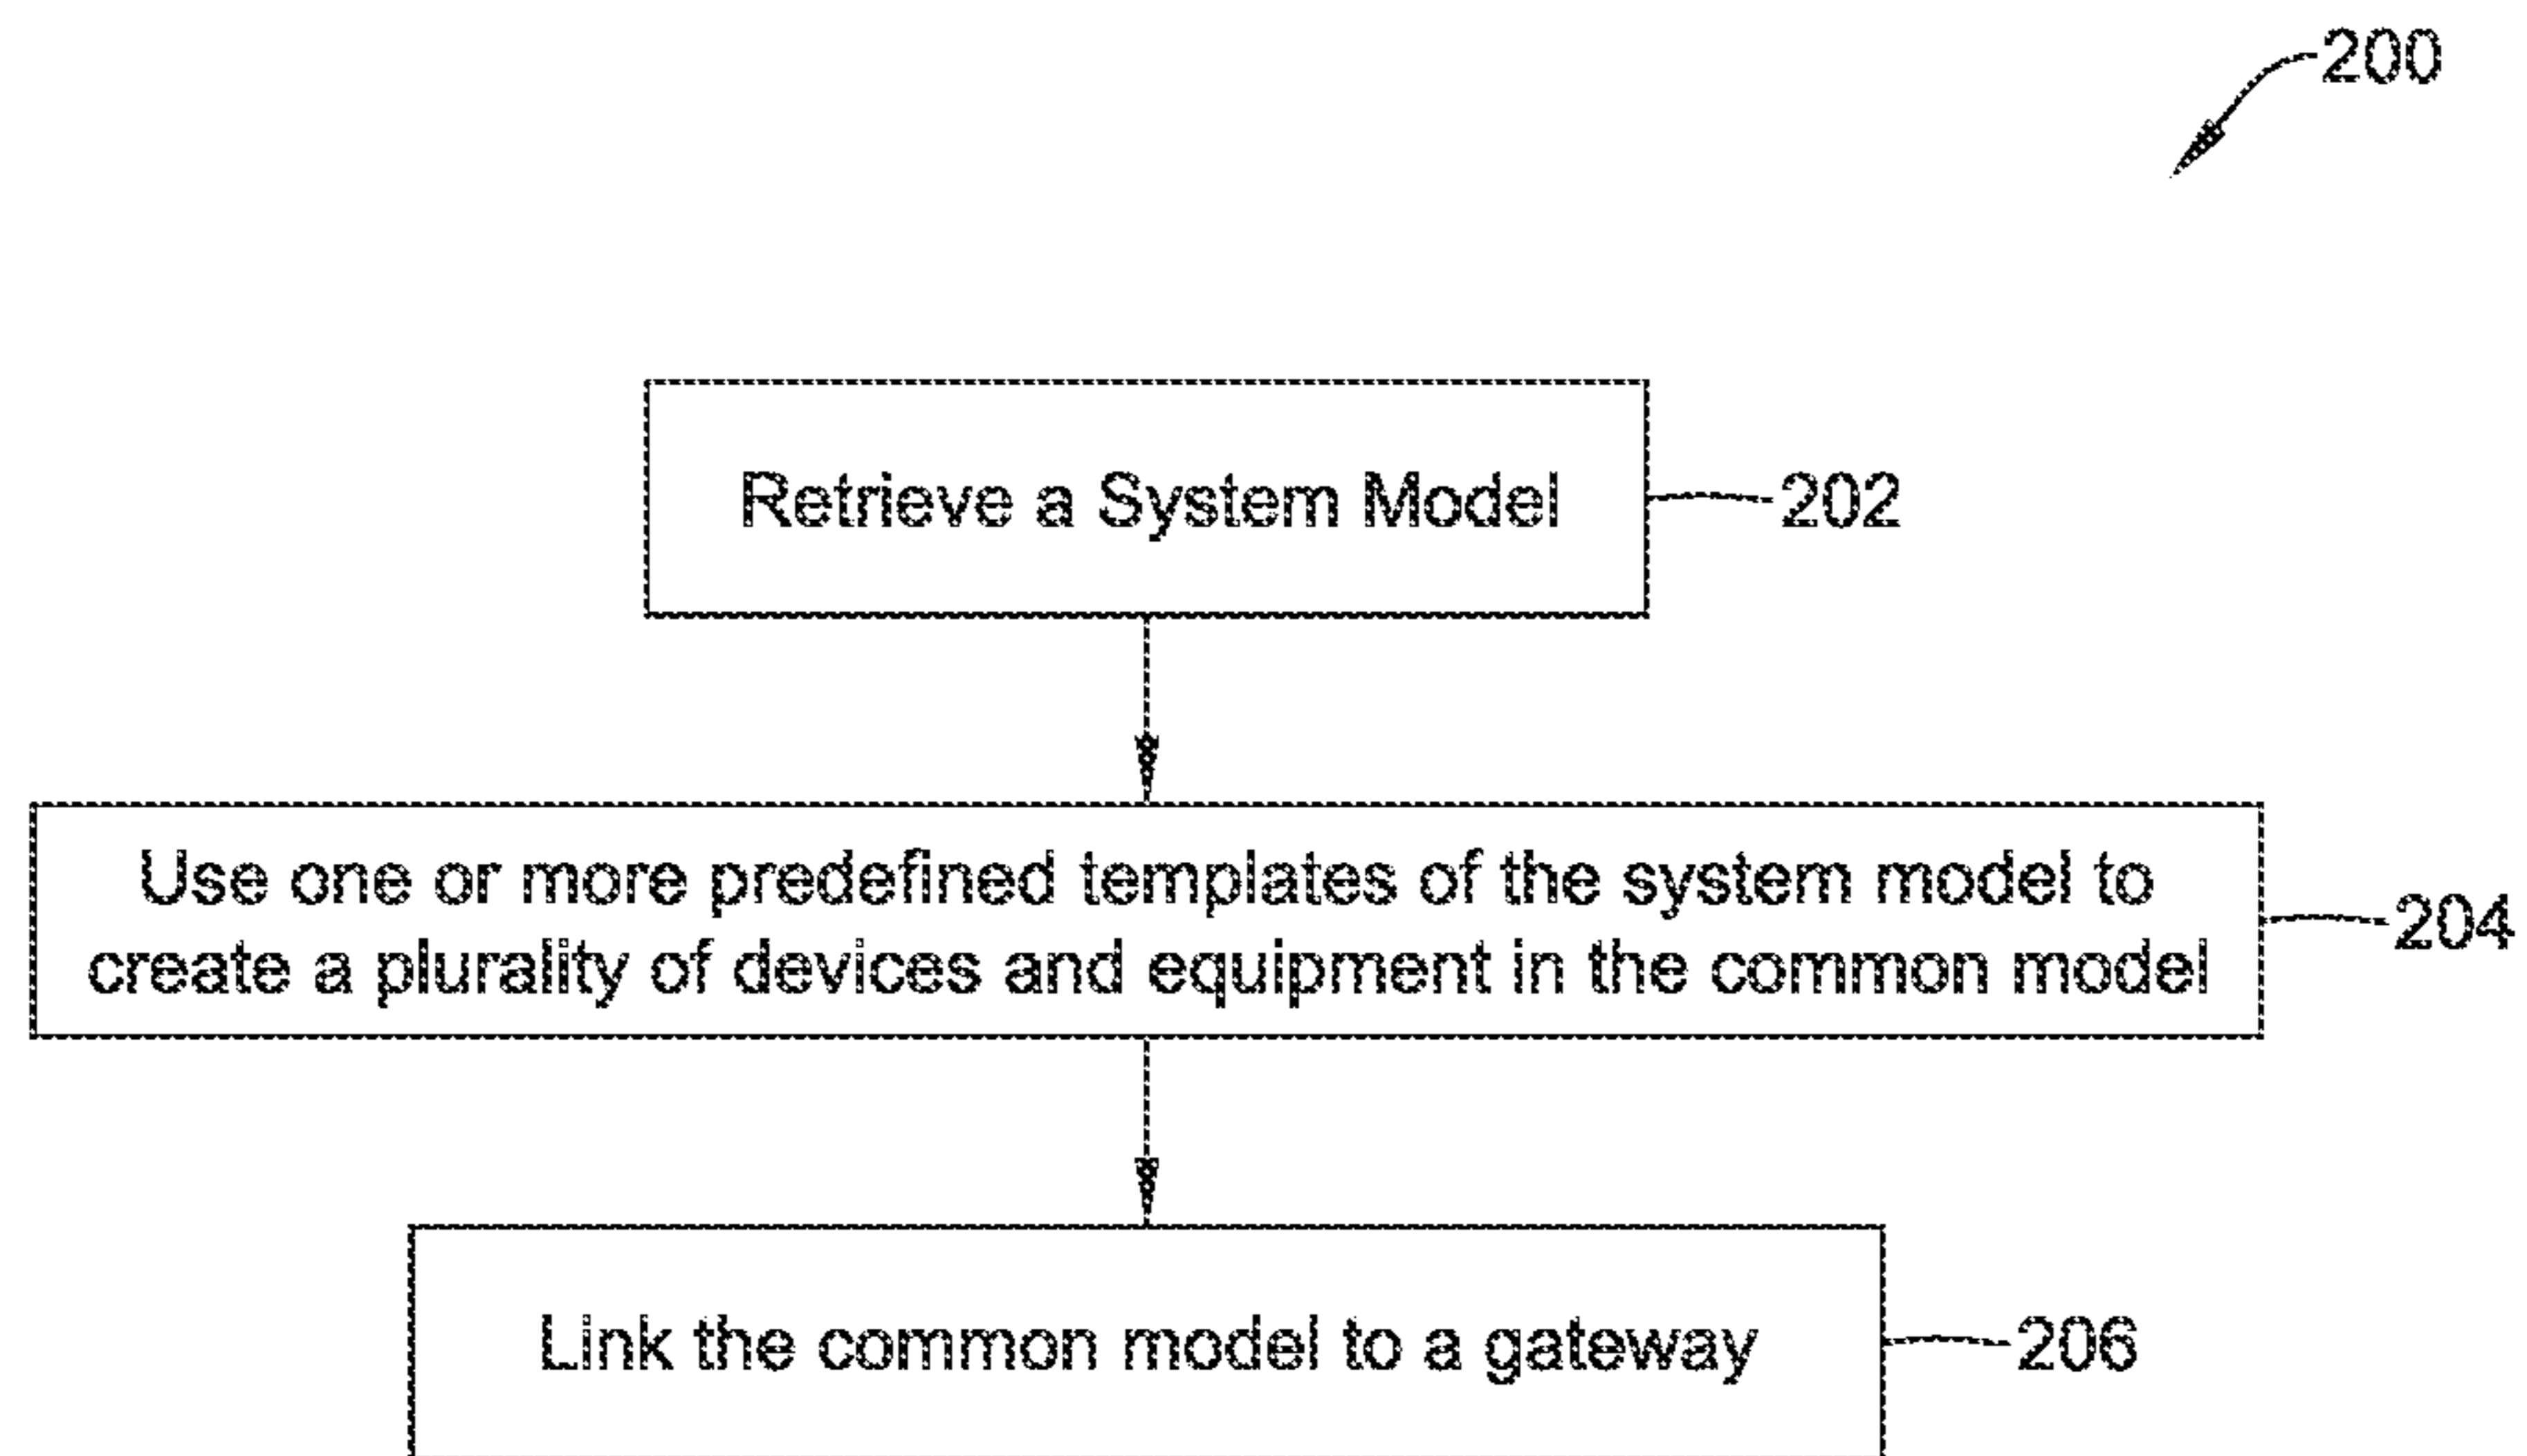 200
Retrieve a System Model
202
Use one or more predefined templates of the system model to
create a plurality of devices and equipment in the common model
204
Link the common model to a gateway
206